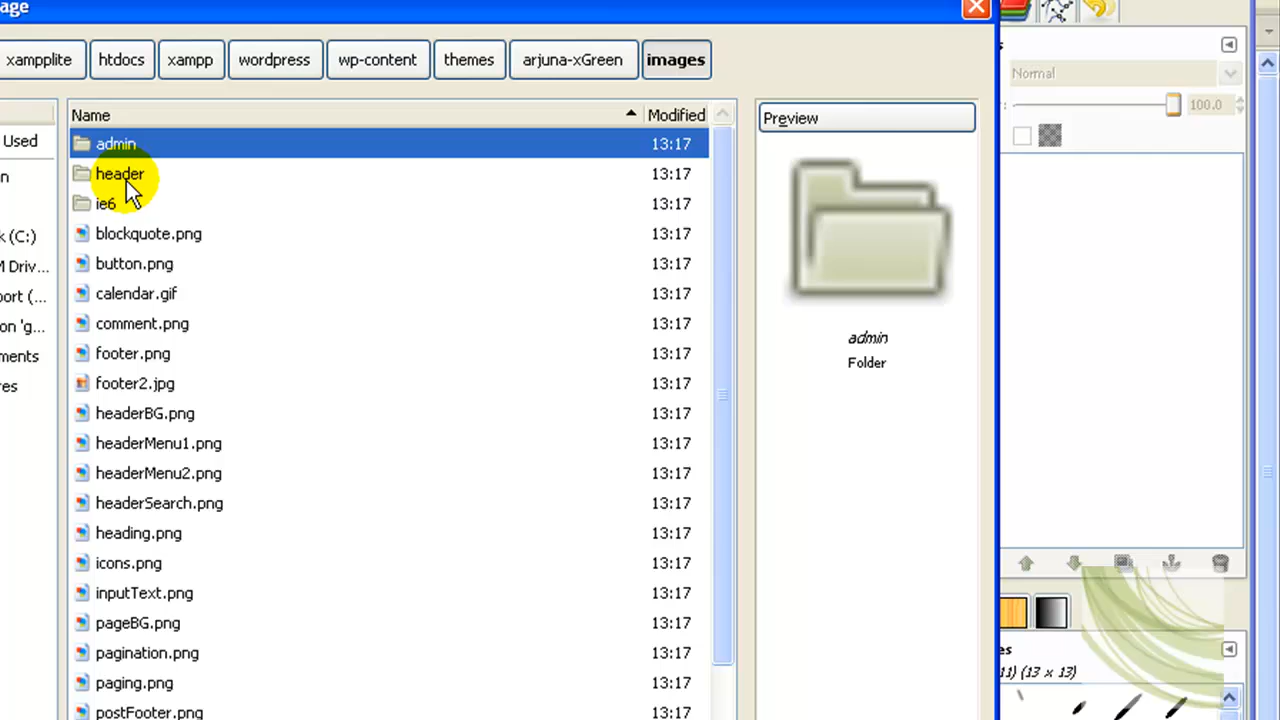 age
xampplite htdocs xampp wordpress wp-content themes arjuna-xGreen images
Name Modified
Used
n
k (C:)
M Driv...
port (...
on 'g...
ments
res
admin 13:17
header 13:17
ie6 13:17
blockquote.png 13:17
button.png 13:17
calendar.gif 13:17
comment.png 13:17
footer.png 13:17
footer2.jpg 13:17
headerBG.png 13:17
headerMenu1.png 13:17
headerMenu2.png 13:17
headerSearch.png 13:17
heading.png 13:17
icons.png 13:17
inputText.png 13:17
pageBG.png 13:17
pagination.png 13:17
paging.png 13:17
postFooter.png 13:17
Preview
admin
Folder
s
Normal
: 100.0
es
11) (13 x 13)